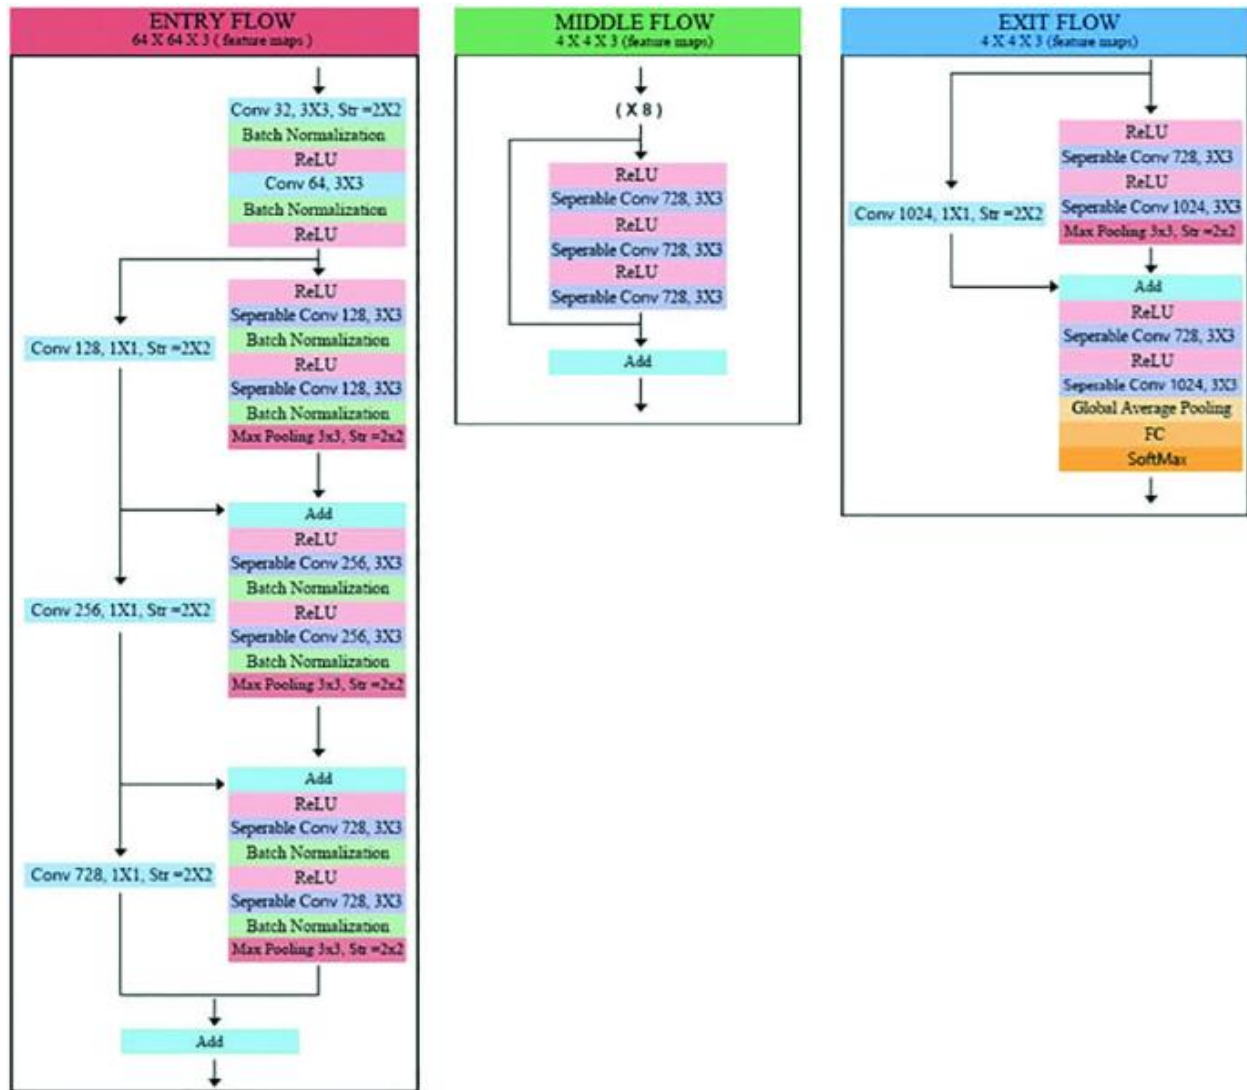 ENTRY FLOW
64 X 64 X 3 ( feature maps )
Conv 32, 3X3, Str =2X2
Batch Normalization
ReLU
Conv 64, 3X3
Batch Normalization
ReLU
ReLU
Seperable Conv 128, 3X3
Batch Normalization
ReLU
Seperable Conv 128, 3X3
Batch Normalization
Max Pooling 3x3, Str =2x2
Conv 128, 1X1, Str =2X2
Add
ReLU
Seperable Conv 256, 3X3
Batch Normalization
ReLU
Seperable Conv 256, 3X3
Batch Normalization
Max Pooling 3x3, Str =2x2
Conv 256, 1X1, Str =2X2
Add
ReLU
Seperable Conv 728, 3X3
Batch Normalization
ReLU
Seperable Conv 728, 3X3
Batch Normalization
Max Pooling 3x3, Str =2x2
Conv 728, 1X1, Str =2X2
Add
MIDDLE FLOW
4 X 4 X 3 (feature maps)
( X 8 )
ReLU
Seperable Conv 728, 3X3
ReLU
Seperable Conv 728, 3X3
ReLU
Seperable Conv 728, 3X3
Add
EXIT FLOW
4 X 4 X 3 (feature maps)
ReLU
Seperable Conv 728, 3X3
ReLU
Seperable Conv 1024, 3X3
Max Pooling 3x3, Str =2x2
Conv 1024, 1X1, Str =2X2
Add
ReLU
Seperable Conv 728, 3X3
ReLU
Seperable Conv 1024, 3X3
Global Average Pooling
FC
SoftMax